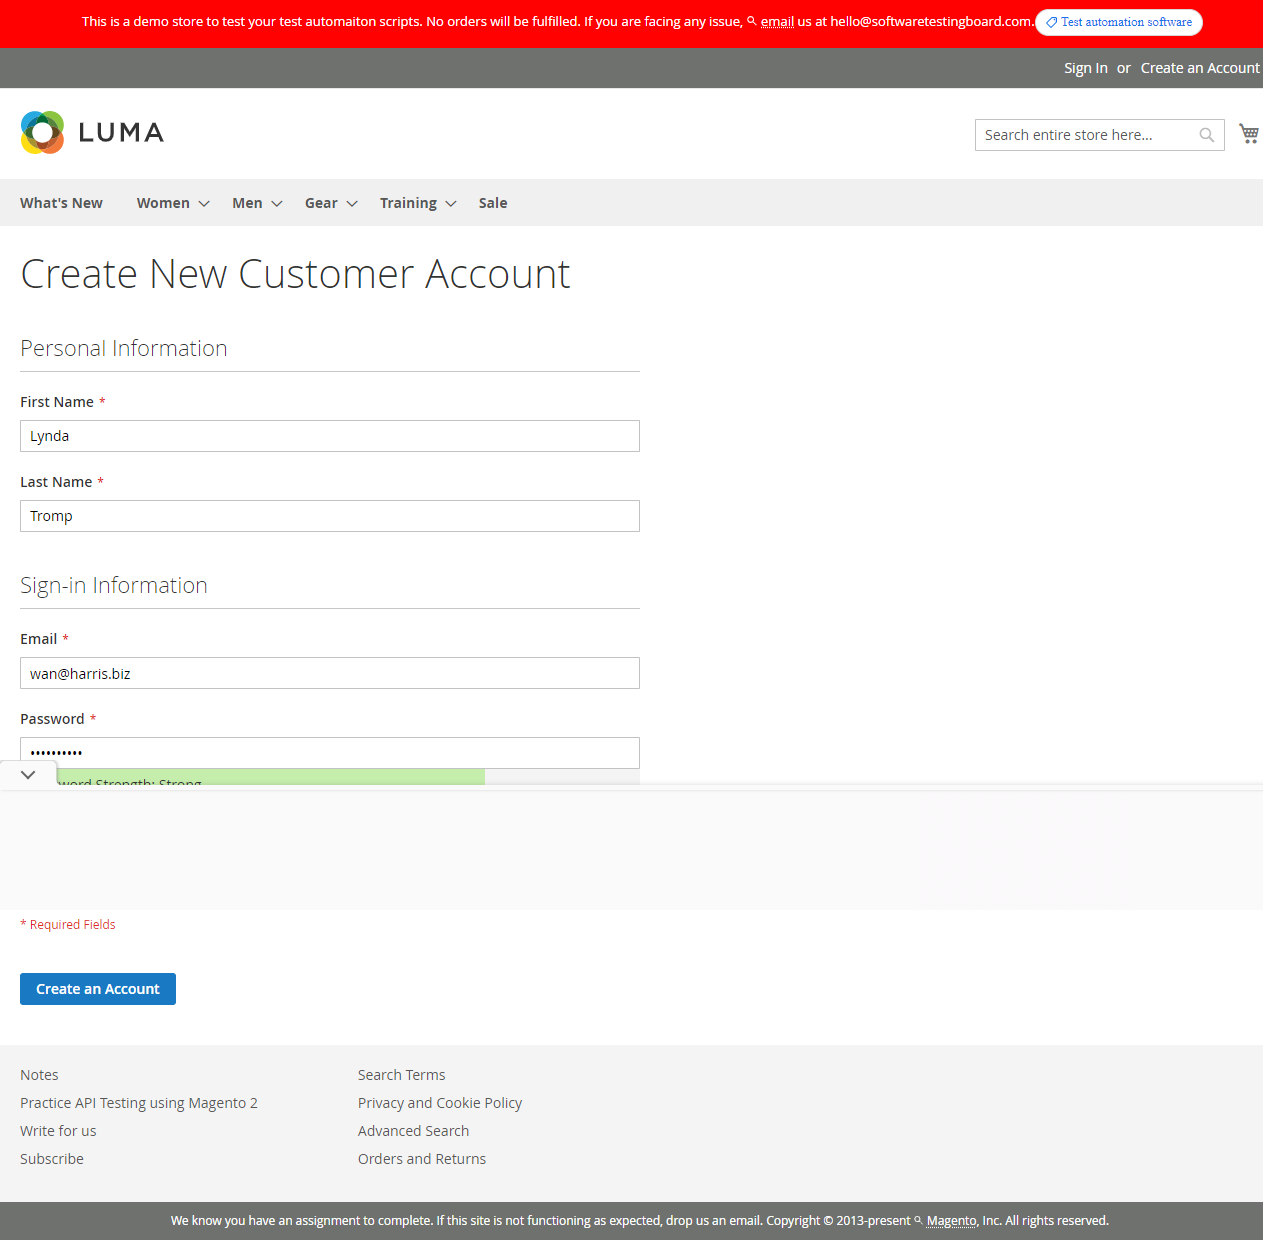 This is a demo store to test your test automaiton scripts. No orders will be fulfilled. If you are facing any issue, email us at hello@softwaretestingboard.com. Test automation software
Sign In or Create an Account
LUMA
Search entire store here...
What's New Women Men Gear Training Sale
Create New Customer Account
Personal Information
First Name *
Lynda
Last Name *
Tromp
Sign-in Information
Email *
wan@harris.biz
Password *
••••••••••
Strength: Strong
* Required Fields
Create an Account
Notes
Practice API Testing using Magento 2
Write for us
Subscribe
Search Terms
Privacy and Cookie Policy
Advanced Search
Orders and Returns
We know you have an assignment to complete. If this site is not functioning as expected, drop us an email. Copyright © 2013-present Magento, Inc. All rights reserved.